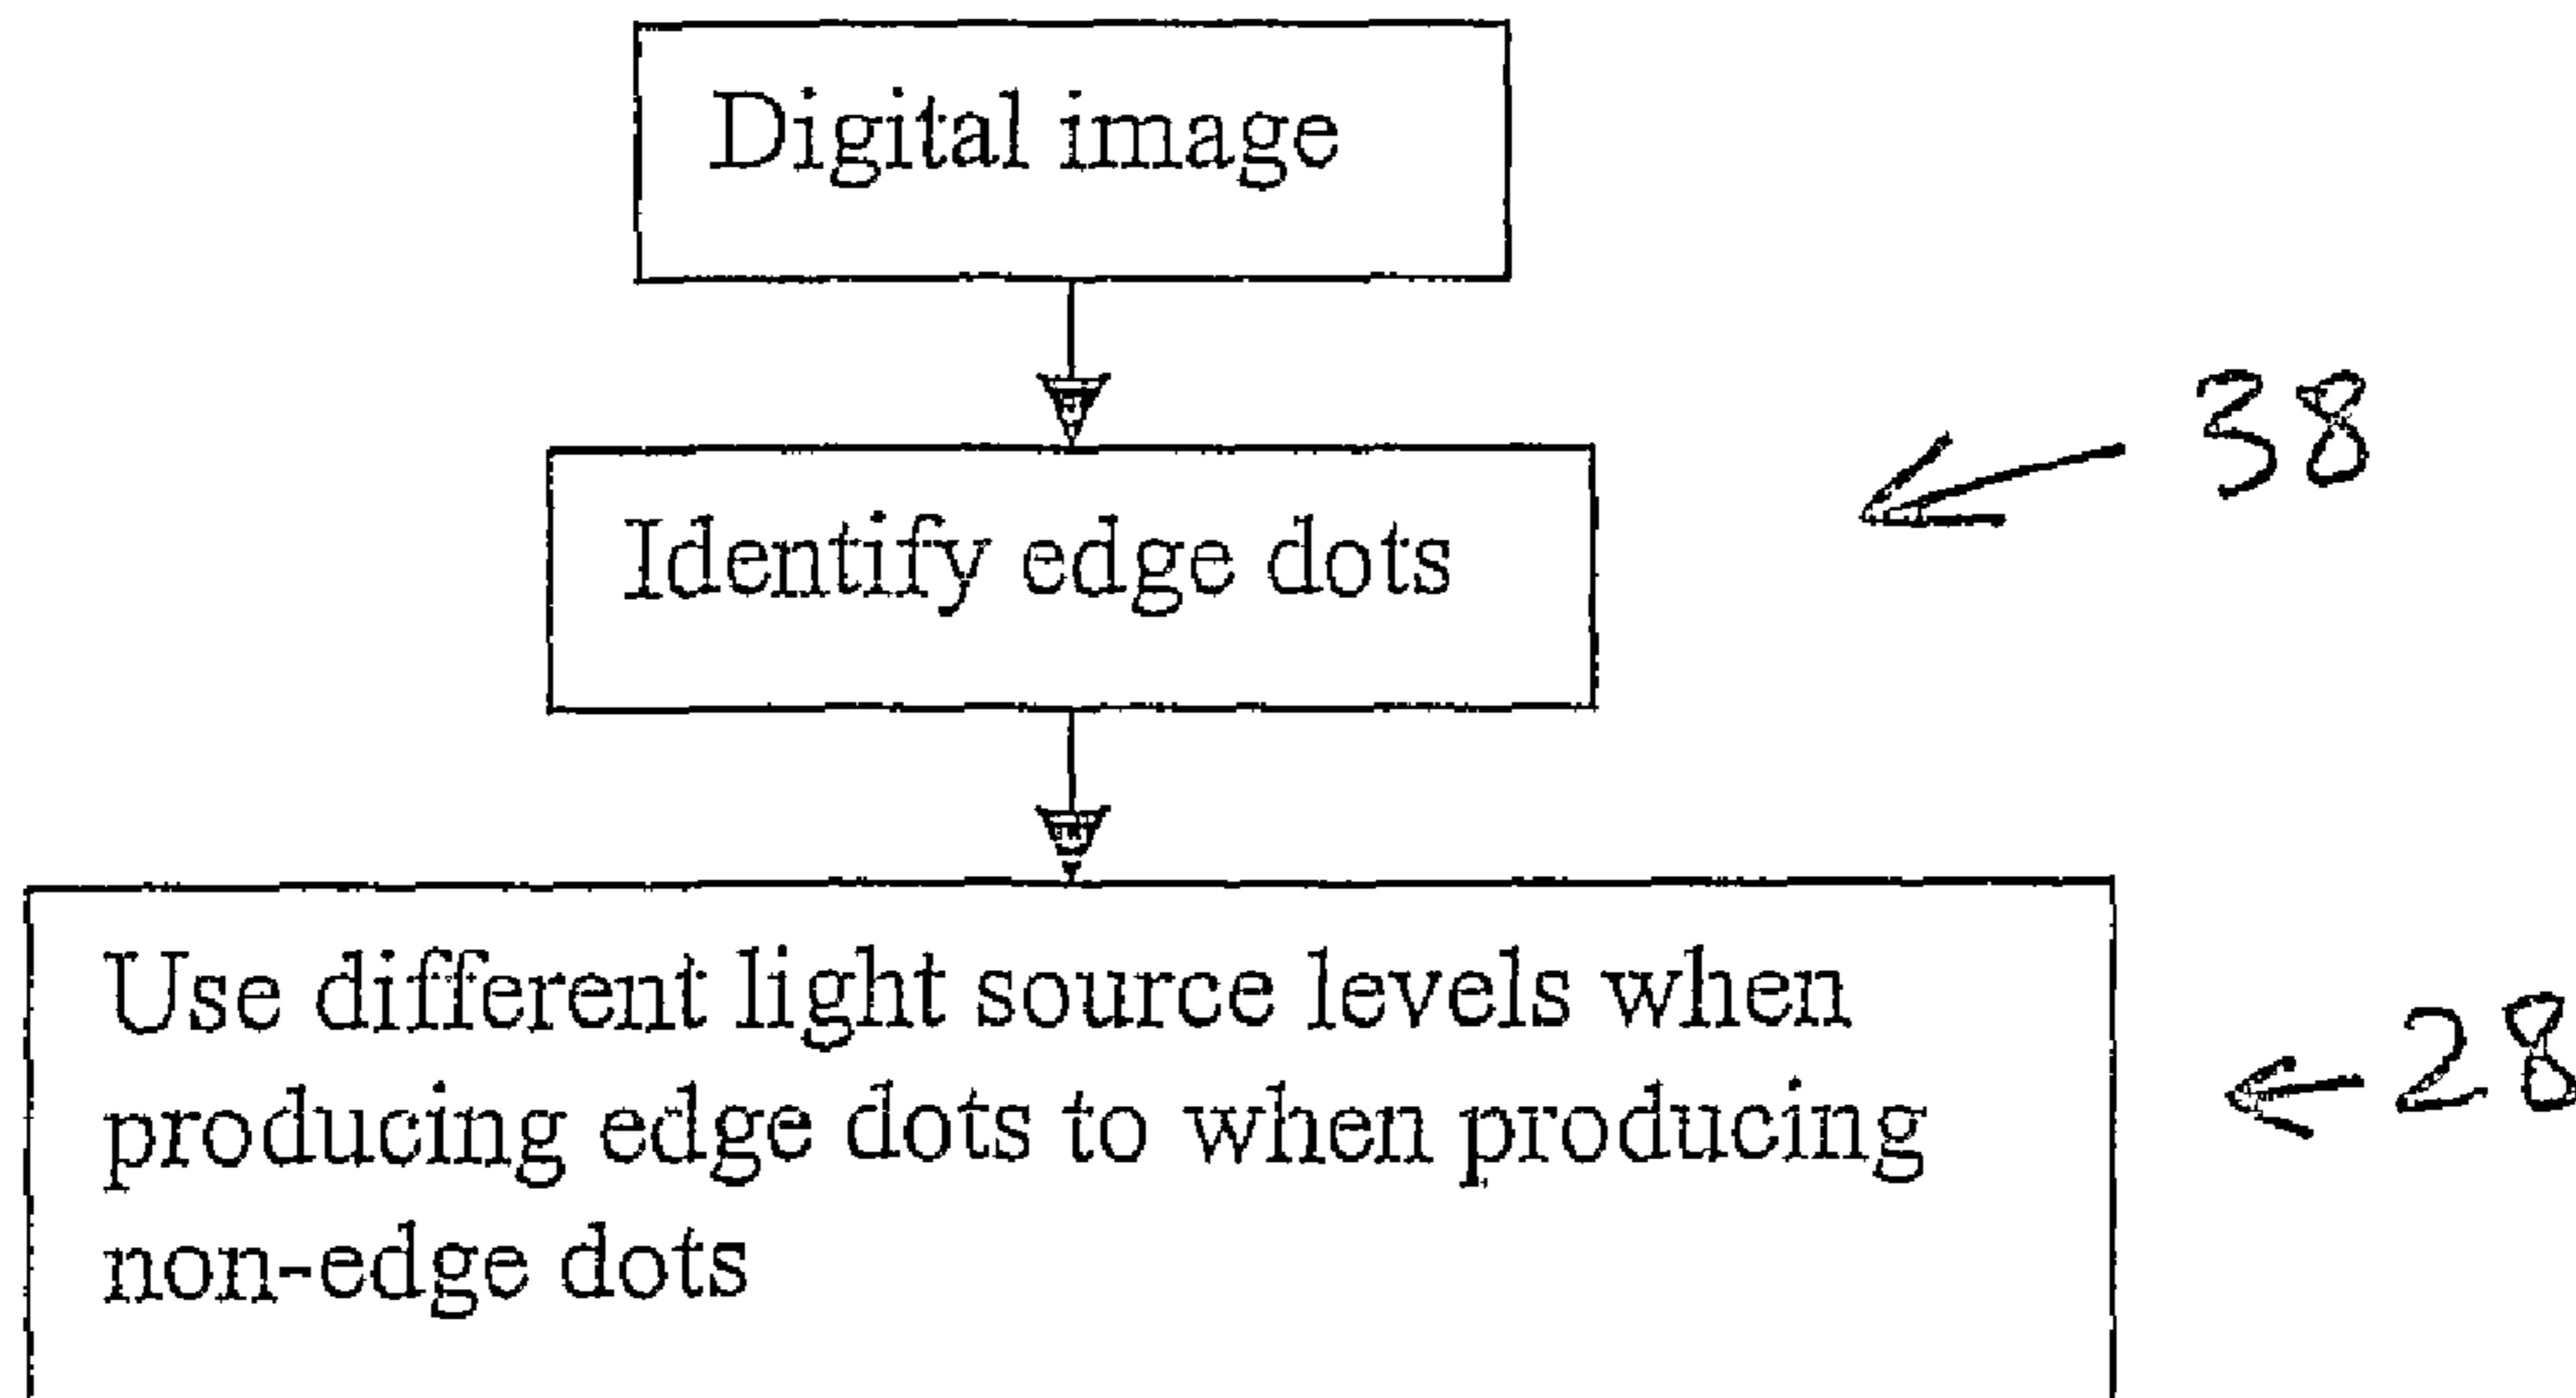 Digital image
38
Identify edge dots
Use different light source levels when
producing edge dots to when producing
non-edge dots
28